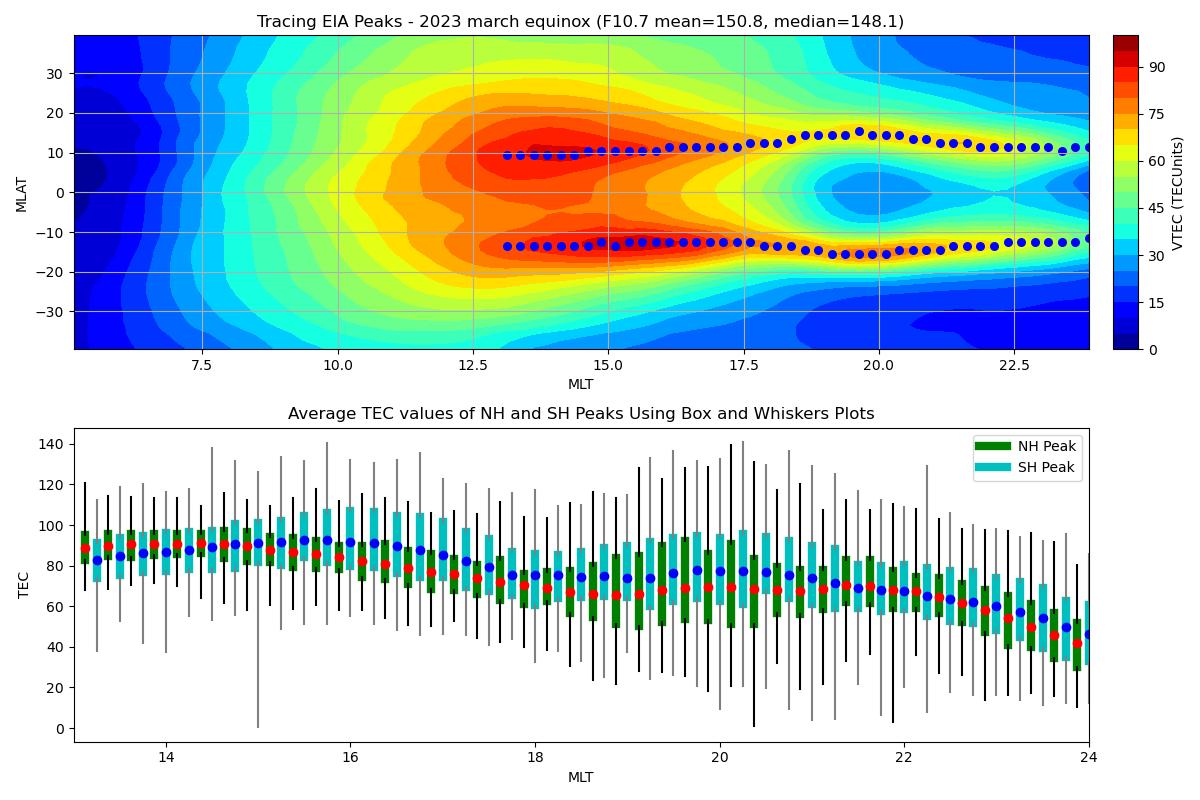 Tracing EIA Peaks - 2023 march equinox (F10.7 mean=150.8, median=148.1)
30
20
10
0
−10
−20
−30
MLAT
7.5 10.0 12.5 15.0 17.5 20.0 22.5
MLT
90
75
60
45
30
15
0
VTEC (TECUnits)
Average TEC values of NH and SH Peaks Using Box and Whiskers Plots
140
120
100
80
60
40
20
0
TEC
NH Peak
SH Peak
14 16 18 20 22 24
MLT